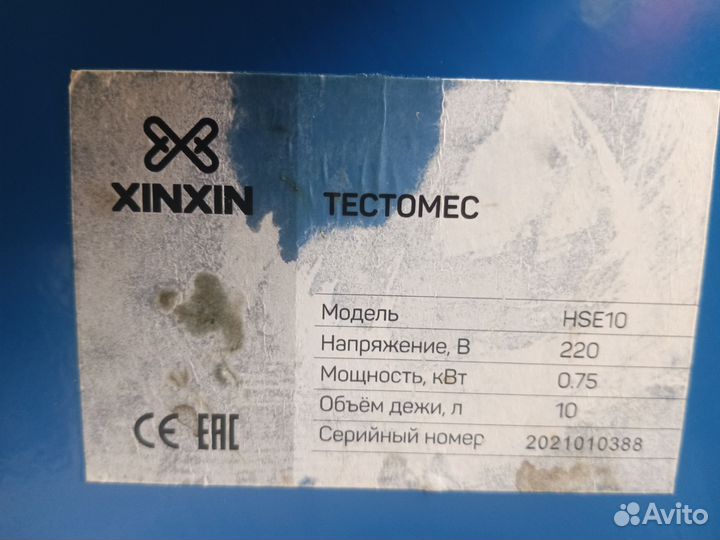 XINXIN
ТЕСТОМЕС
Модель HSE10
Напряжение, В 220
Мощность, кВт 0.75
Объём дежи, л 10
Серийный номер 2021010388
CE EAC
Avito